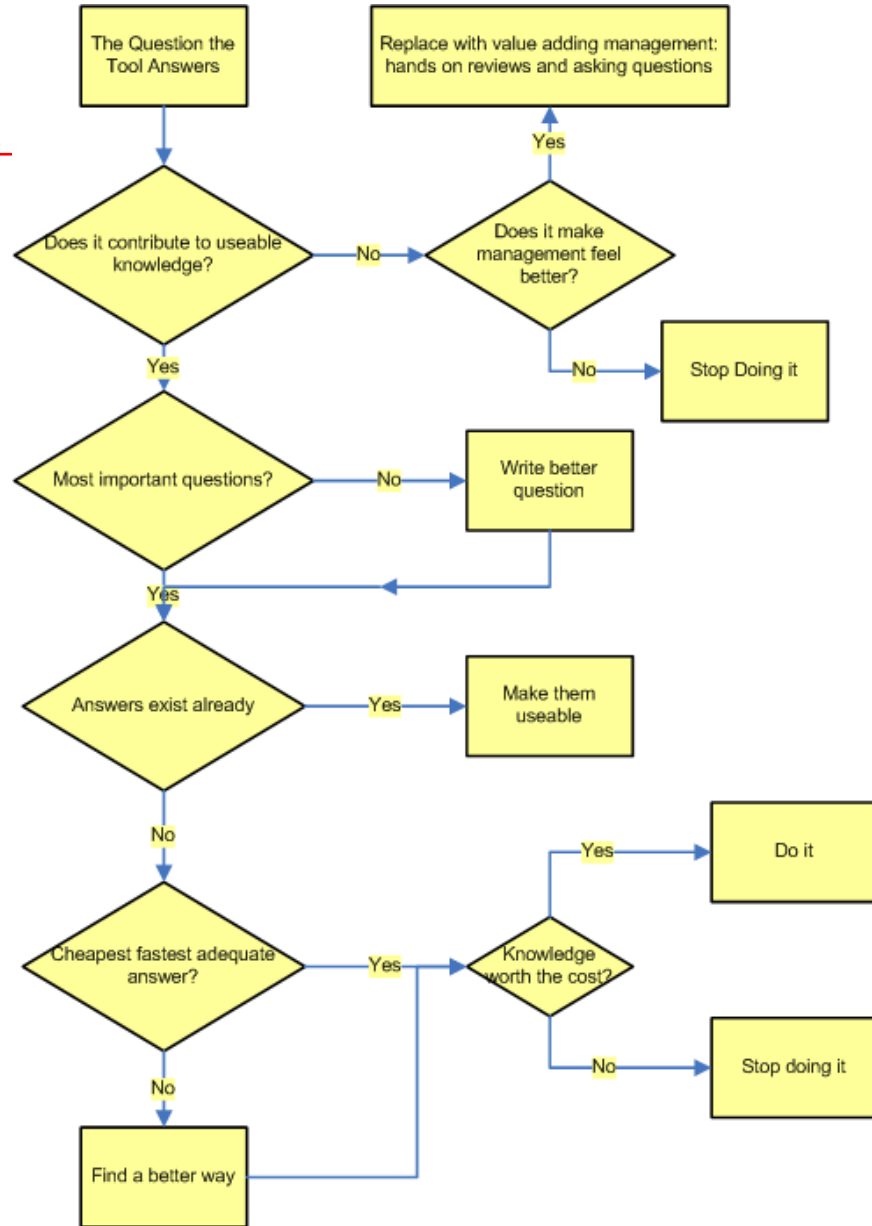 The Question the
Tool Answers
Replace with value adding management:
hands on reviews and asking questions
Yes
Does it contribute to useable
knowledge?
No
Does it make
management feel
better?
Yes
No
Stop Doing it
Most important questions?
No
Write better
question
Yes
Answers exist already
Yes
Make them
useable
No
Yes
Do it
Cheapest fastest adequate
answer?
Yes
Knowledge
worth the cost?
No
No
Stop doing it
Find a better way